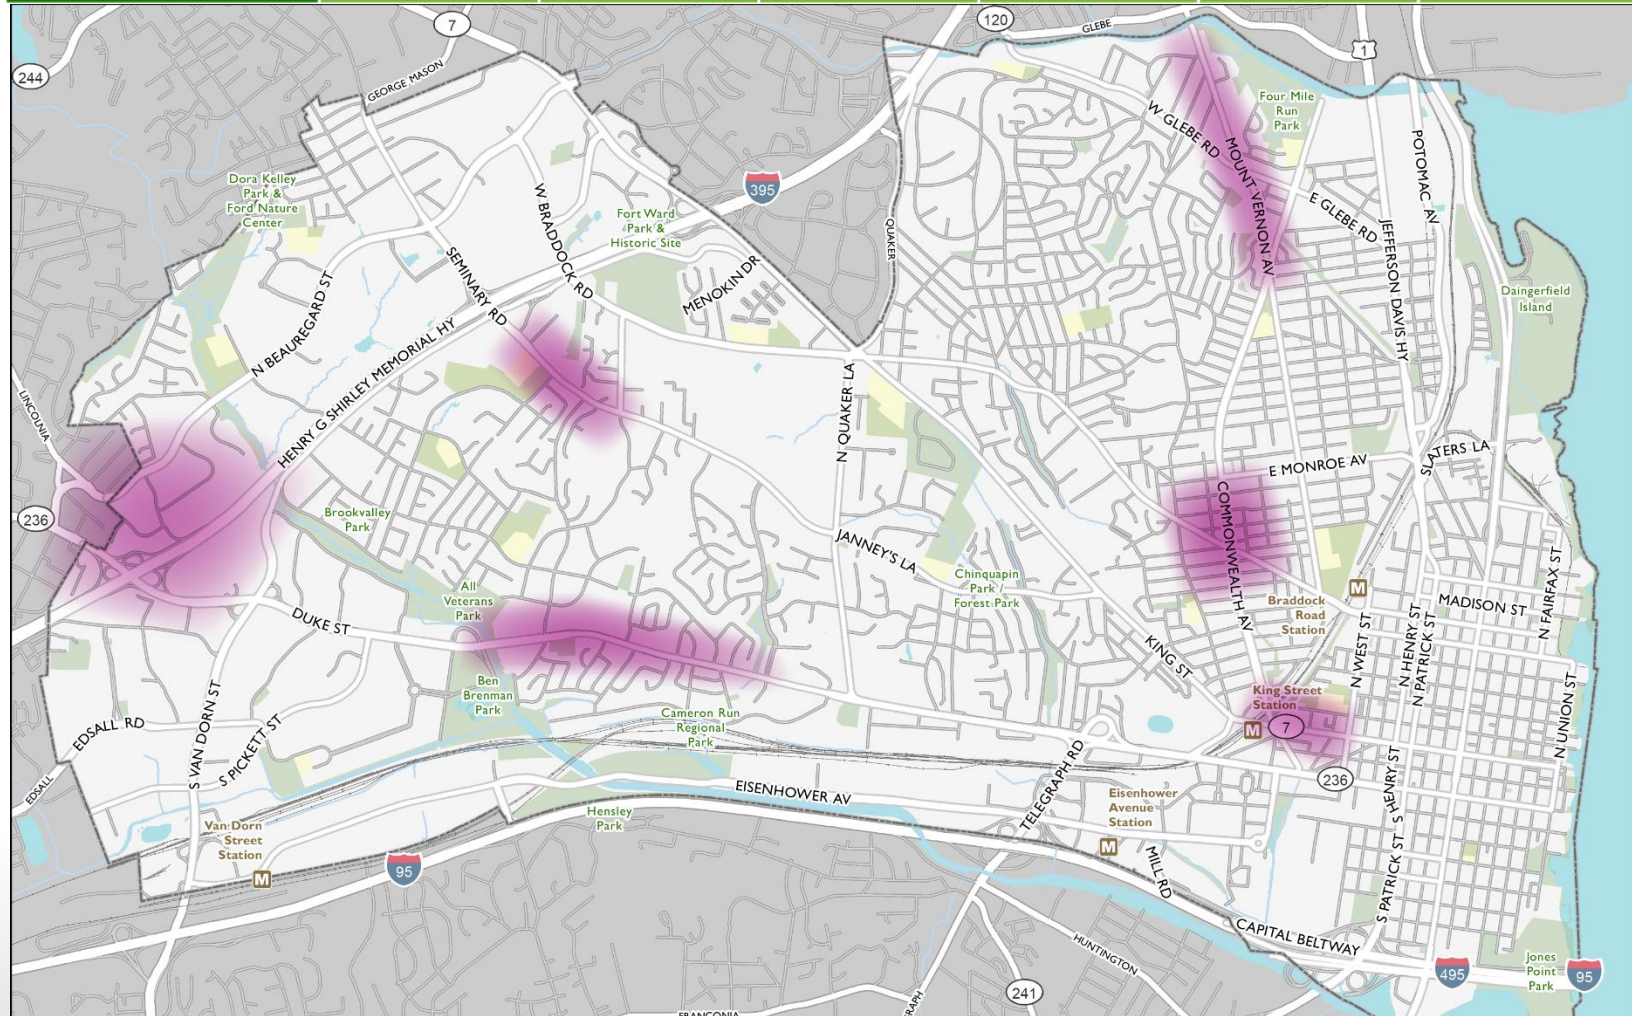 7
120
GLEBE
1
244
GEORGE MASON
Four Mile
Run
Park
W GLEBE RD
MOUNT VERNON AV
POTOMAC AV
Dora Kelley
Park &
Ford Nature
Center
395
W BRADDOCK RD
Fort Ward
Park &
Historic Site
QUAKER
E GLEBE RD
JEFFERSON DAVIS HY
SEMINARY RD
MENOKIN DR
Daingerfield
Island
N BEAUREGARD ST
HENRY G SHIRLEY MEMORIAL HY
LINCOLNIA
N QUAKER LA
E MONROE AV
SLATERS LA
236
Brookvalley
Park
COMMONWEALTH AV
JANNEY'S LA
Chinquapin
Park /
Forest Park
All
Veterans
Park
M
Braddock
Road
Station
MADISON ST
N FAIRFAX ST
DUKE ST
KING ST
N WEST ST
N HENRY ST
N PATRICK ST
Ben
Brenman
Park
King Street
Station
M
7
N UNION ST
EDSALL RD
S VAN DORN ST
S PICKETT ST
Cameron Run
Regional
Park
TELEGRAPH RD
236
EDSALL
EISENHOWER AV
Eisenhower
Avenue
Station
M
S HENRY ST
Hensley
Park
Van Dorn
Street
Station
M
95
MILL RD
S PATRICK ST
CAPITAL BELTWAY
HUNTINGTON
495
Jones
Point
Park
95
241
RAPH
FRANCONIA